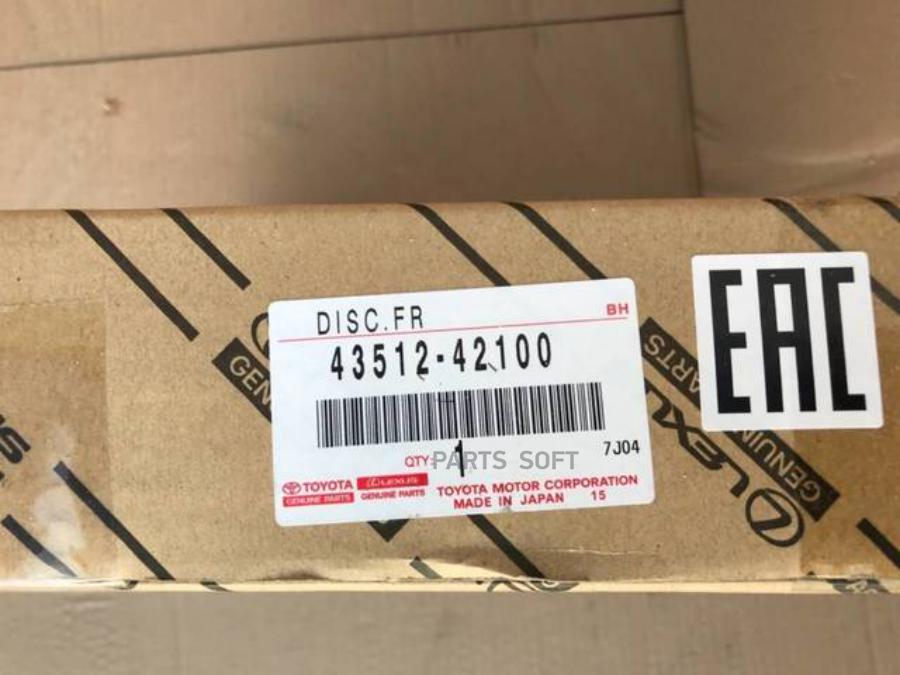 DISC.FR
BH
43512-42100
QTY: 1
7J04
PARTS SOFT
TOYOTA
GENUINE PARTS
LEXUS
GENUINE PARTS
TOYOTA MOTOR CORPORATION
MADE IN JAPAN 15
EAC
GENUINE
PARTS
LEXUS
GENUINE